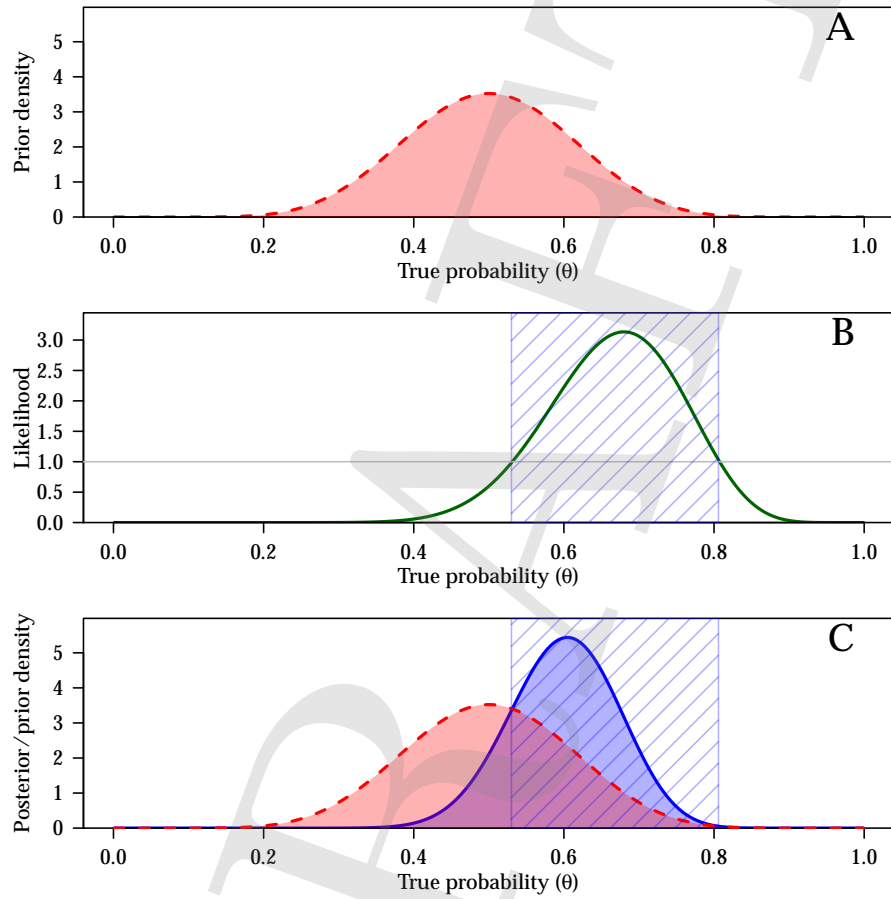 A
Prior density
5
4
3
2
1
0
0.0 0.2 0.4 0.6 0.8 1.0
True probability (θ)
B
Likelihood
3.0
2.5
2.0
1.5
1.0
0.5
0.0
0.0 0.2 0.4 0.6 0.8 1.0
True probability (θ)
C
Posterior/prior density
5
4
3
2
1
0
0.0 0.2 0.4 0.6 0.8 1.0
True probability (θ)